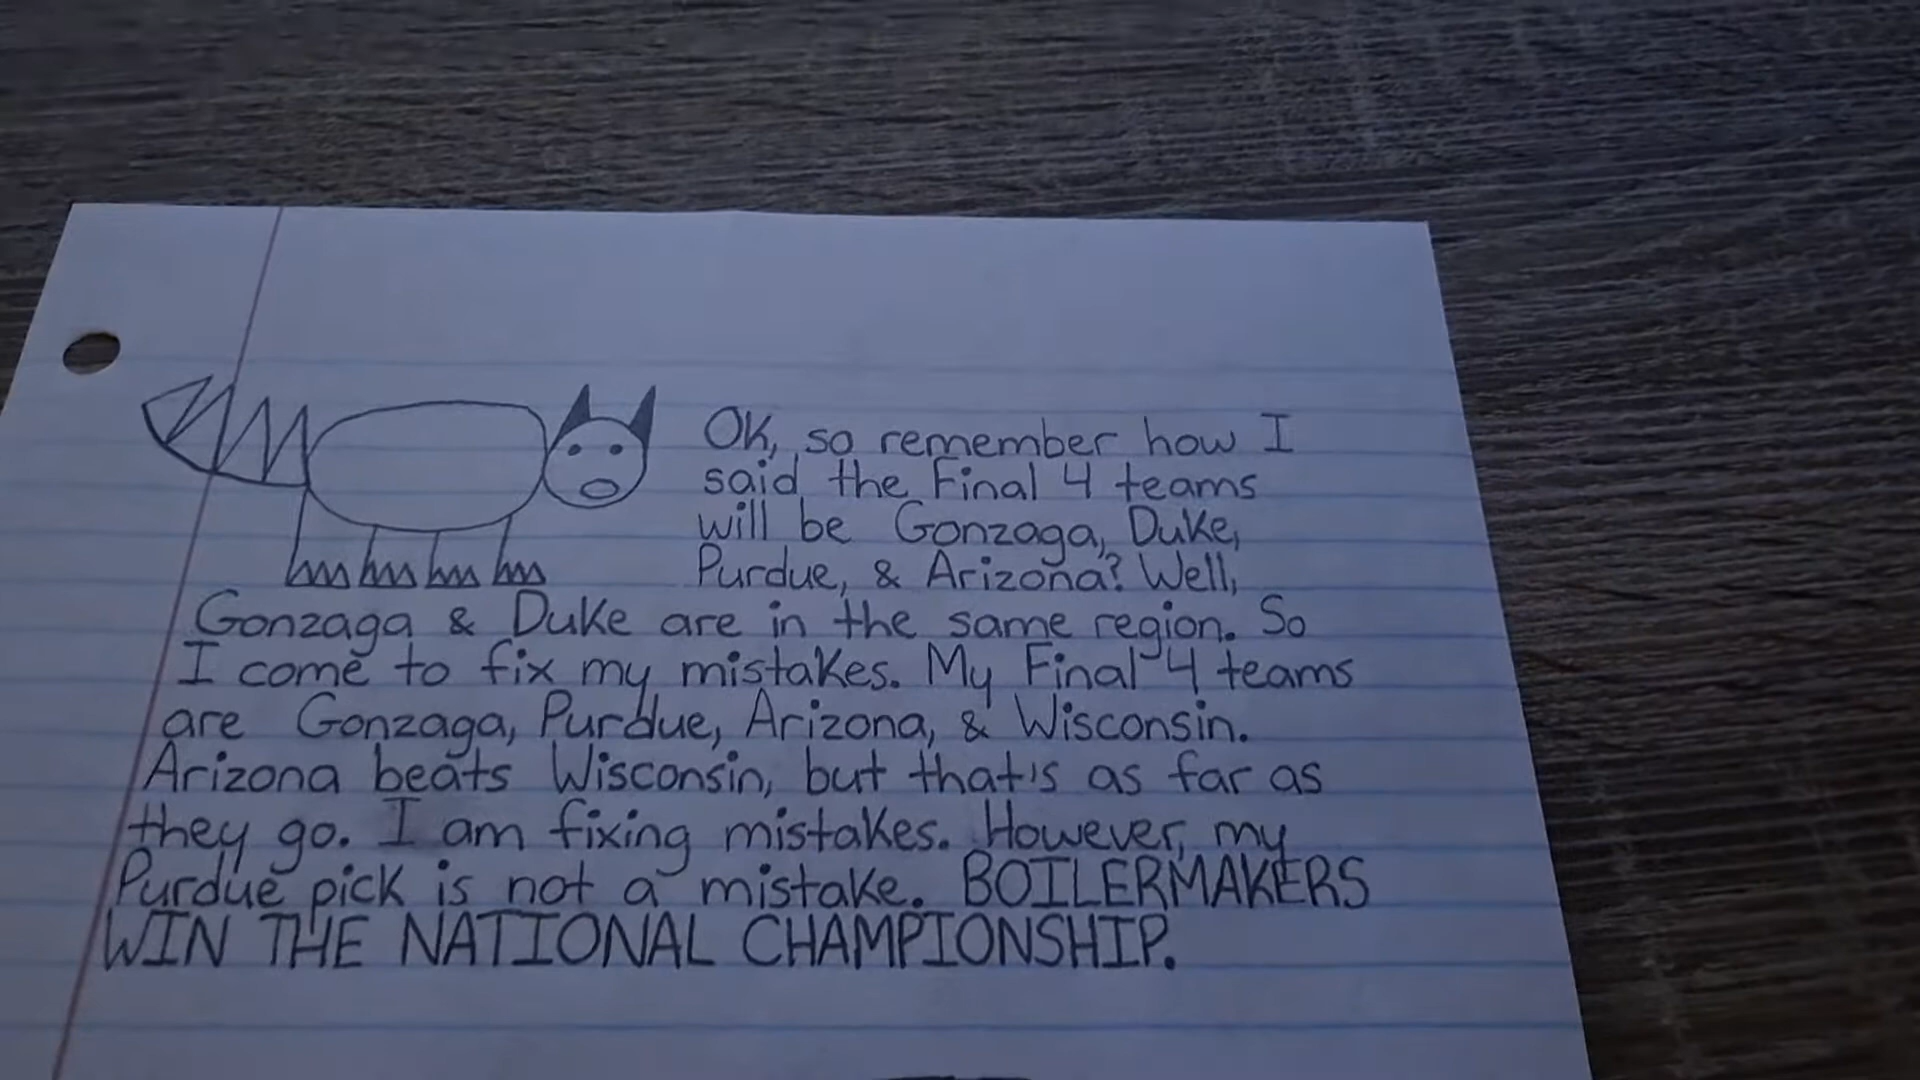 OK, so remember how I
said the Final 4 teams
will be Gonzaga, Duke,
Purdue, & Arizona? Well,
Gonzaga & Duke are in the same region. So
I come to fix my mistakes. My Final 4 teams
are Gonzaga, Purdue, Arizona, & Wisconsin.
Arizona beats Wisconsin, but that's as far as
they go. I am fixing mistakes. However, my
Purdue pick is not a mistake. BOILERMAKERS
WIN THE NATIONAL CHAMPIONSHIP.